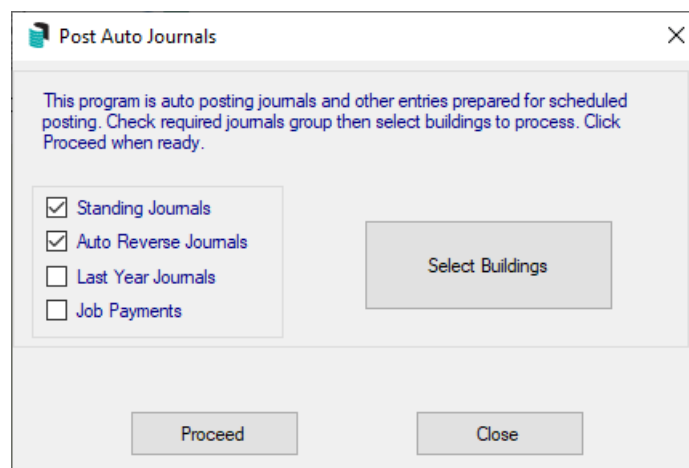 Post Auto Journals
This program is auto posting journals and other entries prepared for scheduled
posting. Check required journals group then select buildings to process. Click
Proceed when ready.
Standing Journals
Auto Reverse Journals
Last Year Journals
Job Payments
Select Buildings
Proceed
Close